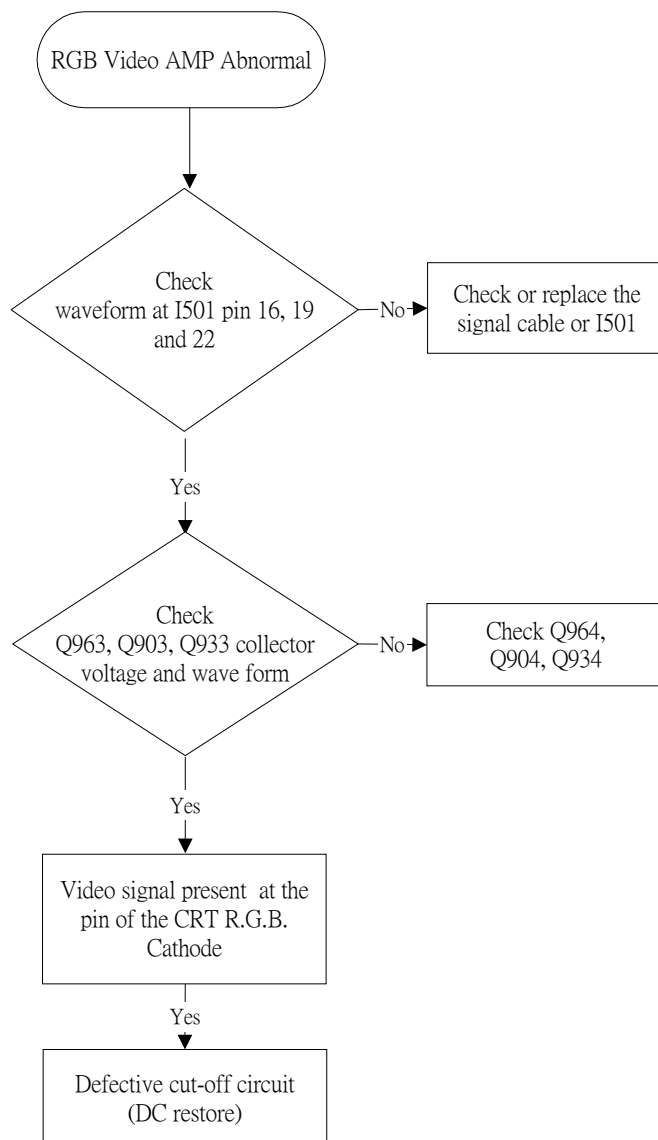 RGB Video AMP Abnormal
Check
waveform at I501 pin 16, 19
and 22
No
Check or replace the
signal cable or I501
Yes
Check
Q963, Q903, Q933 collector
voltage and wave form
No
Check Q964,
Q904, Q934
Yes
Video signal present at the
pin of the CRT R.G.B.
Cathode
Yes
Defective cut-off circuit
(DC restore)